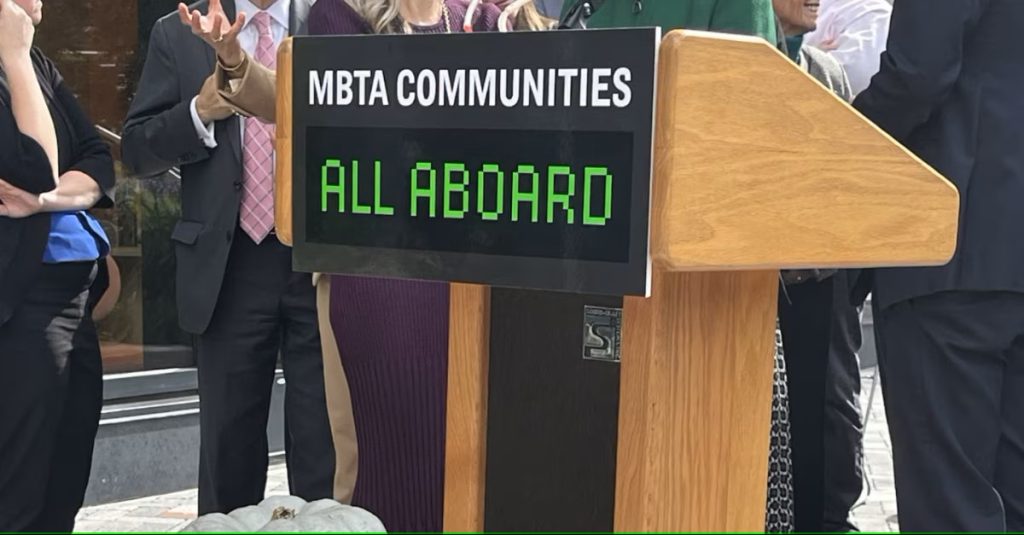 MBTA COMMUNITIES
ALL ABOARD